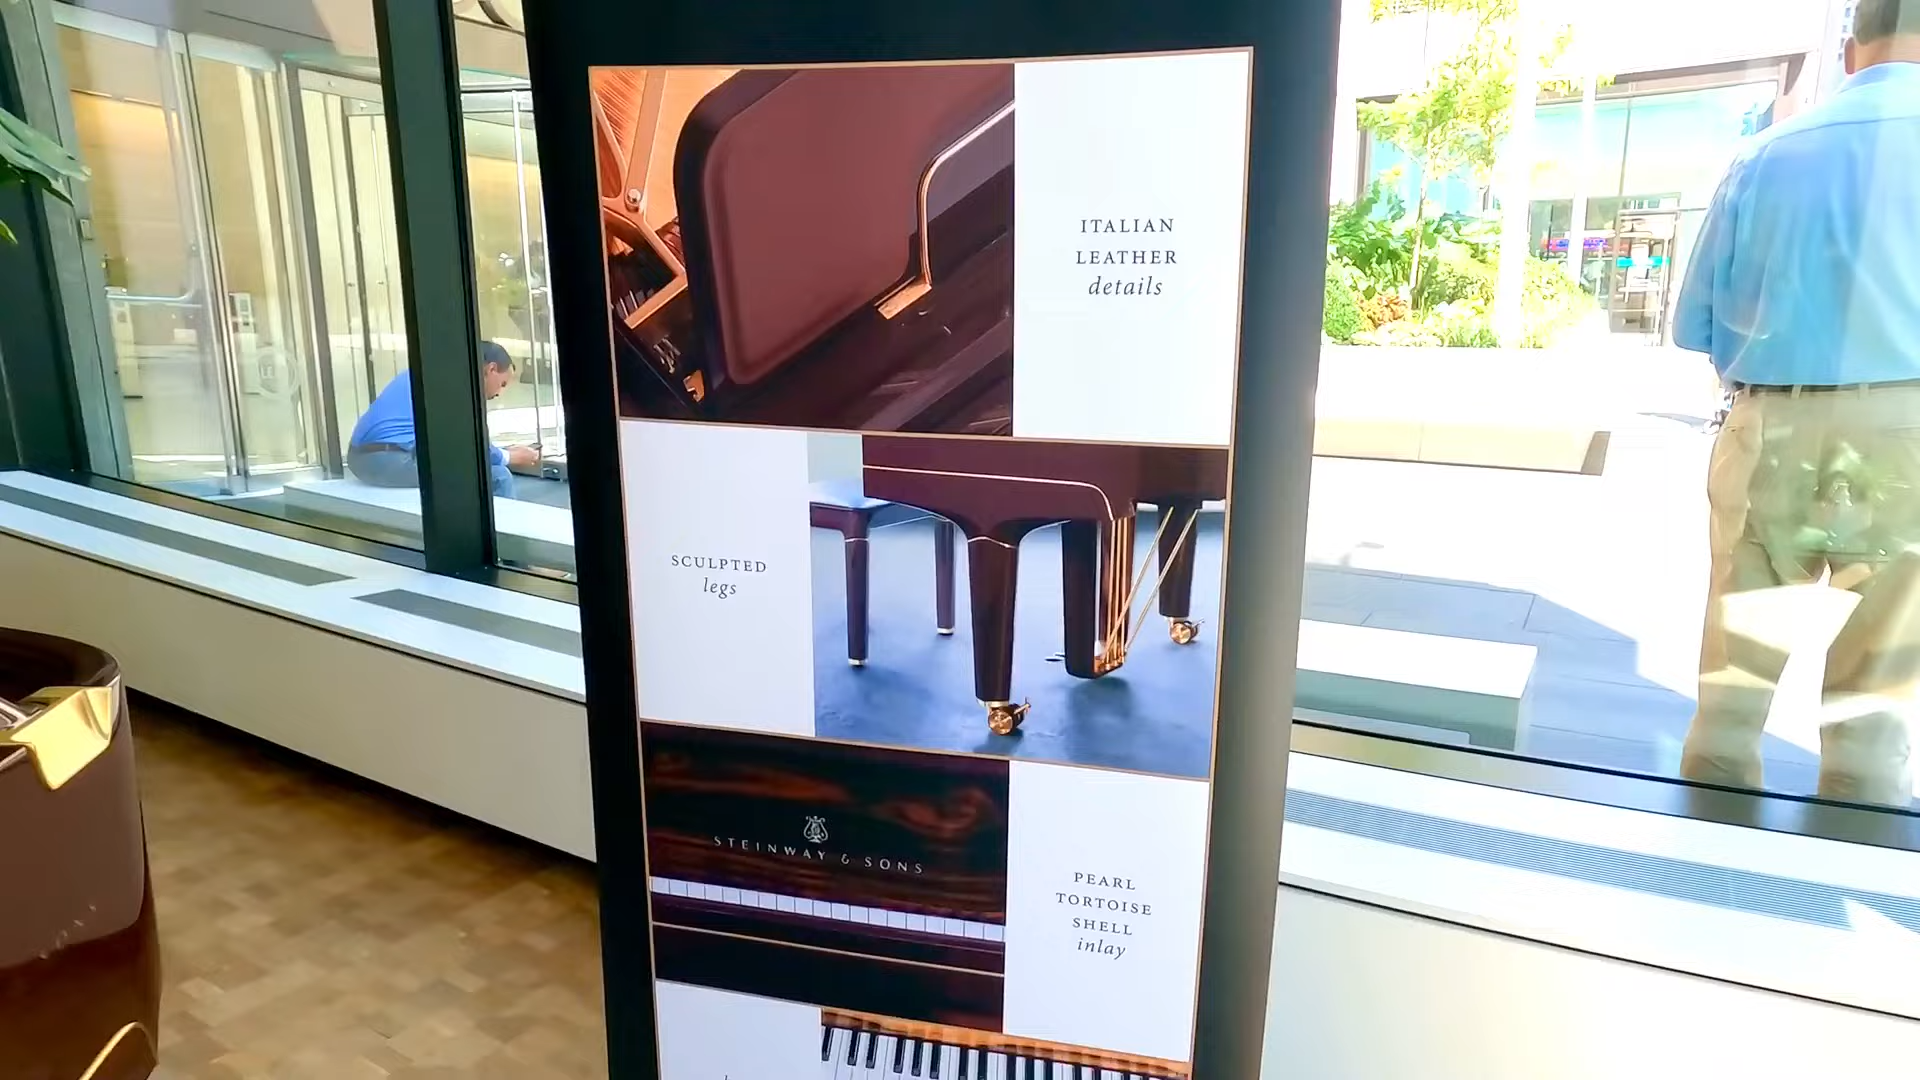 ITALIAN
LEATHER
details
SCULPTED
legs
STEINWAY & SONS
PEARL
TORTOISE
SHELL
inlay